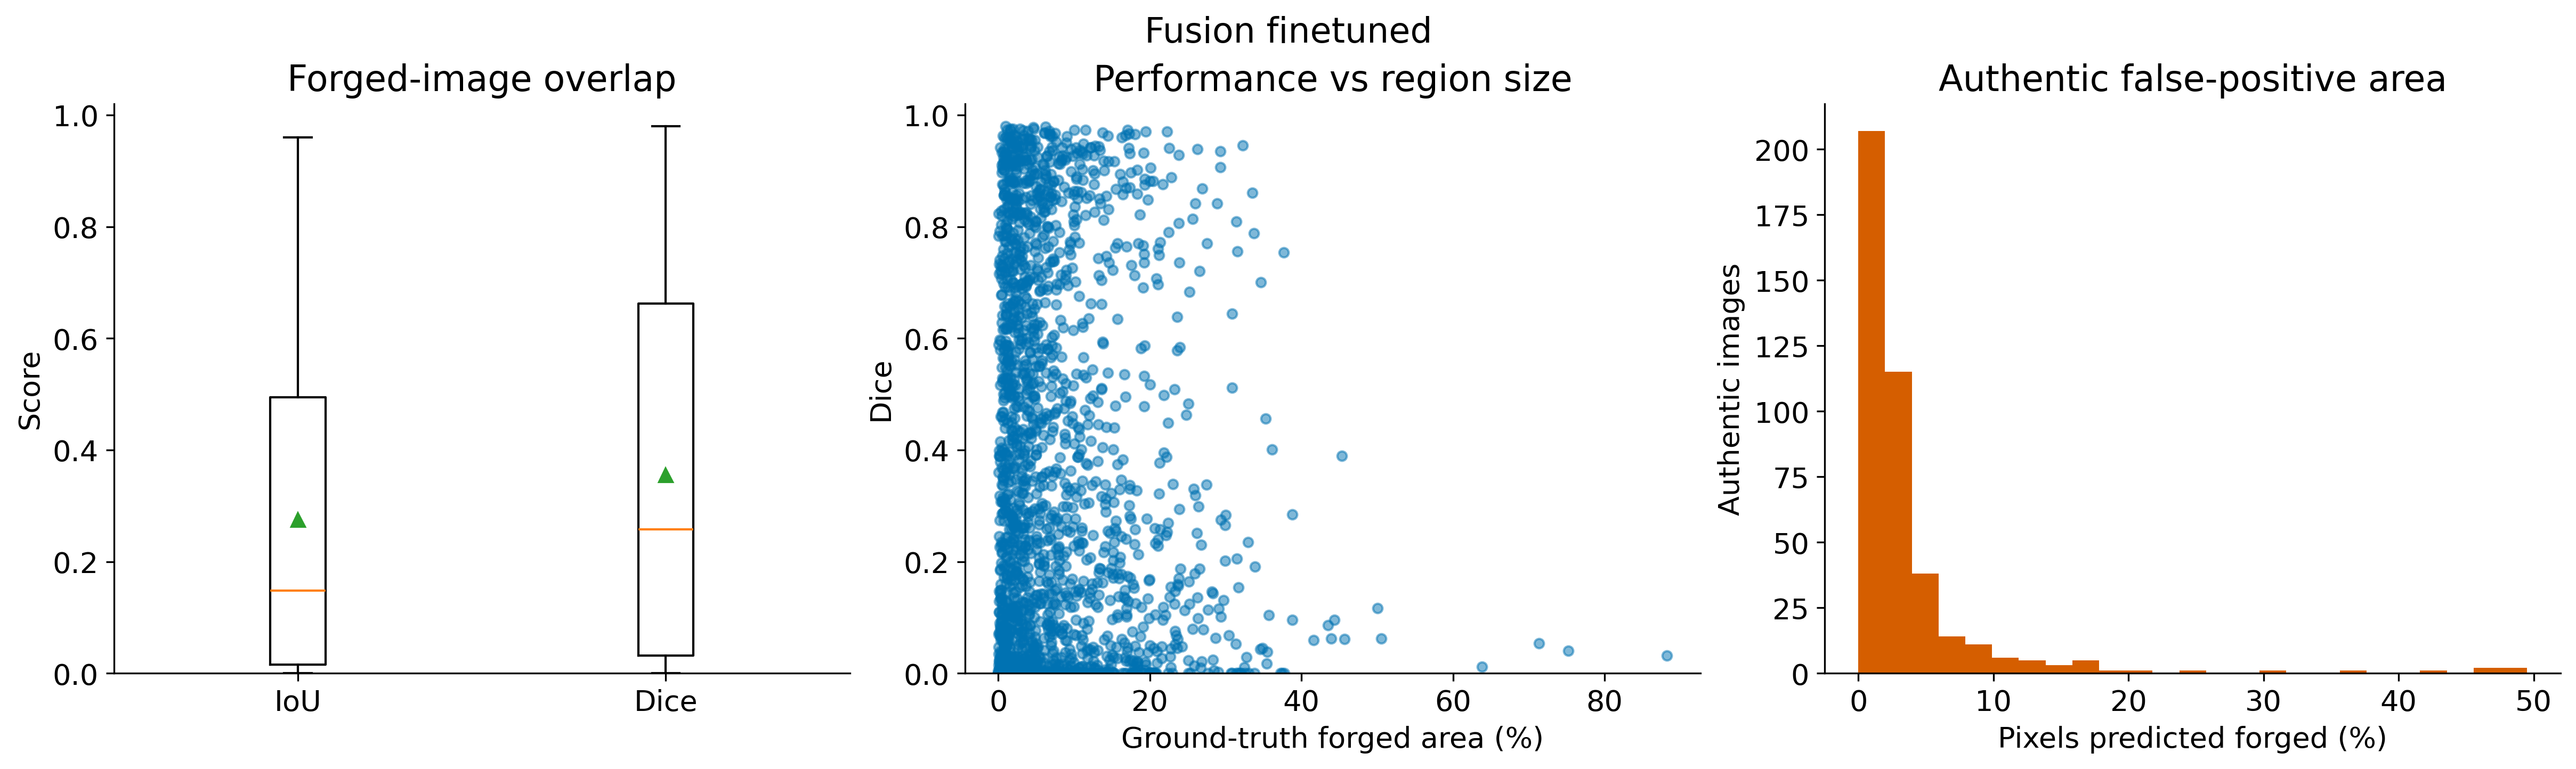 Fusion finetuned
Forged-image overlap
Score
1.0
0.8
0.6
0.4
0.2
0.0
IoU
Dice
Performance vs region size
Dice
1.0
0.8
0.6
0.4
0.2
0.0
0
20
40
60
80
Ground-truth forged area (%)
Authentic false-positive area
Authentic images
200
175
150
125
100
75
50
25
0
0
10
20
30
40
50
Pixels predicted forged (%)